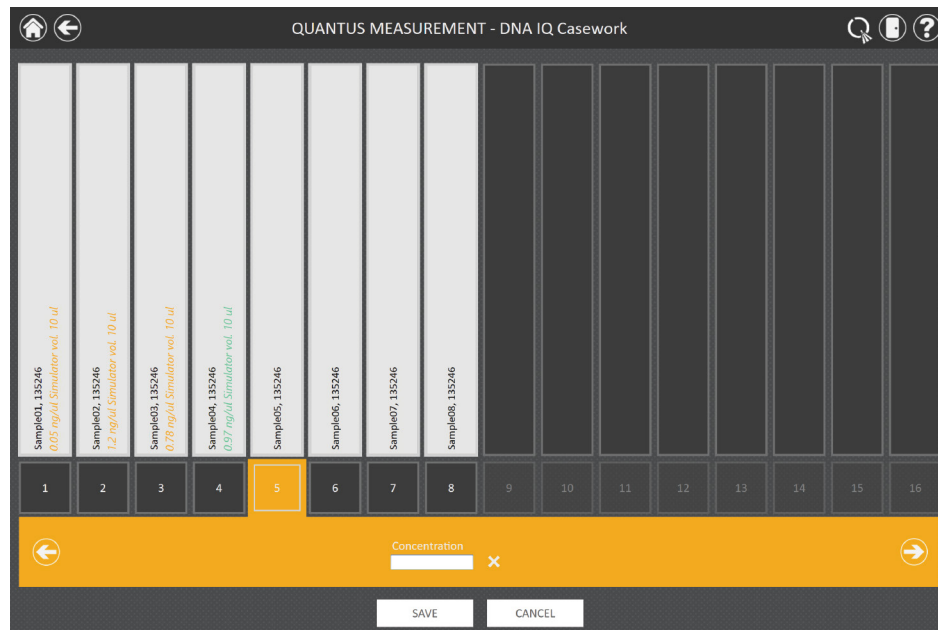 QUANTUS MEASUREMENT - DNA IQ Casework
?
Sample01, 135246
0.05 ng/ul Simulator vol. 10 ul
Sample02, 135246
1.2 ng/ul Simulator vol. 10 ul
Sample03, 135246
0.78 ng/ul Simulator vol. 10 ul
Sample04, 135246
0.97 ng/ul Simulator vol. 10 ul
Sample05, 135246
Sample06, 135246
Sample07, 135246
Sample08, 135246
1 2 3 4 5 6 7 8 9 10 11 12 13 14 15 16
Concentration
SAVE CANCEL